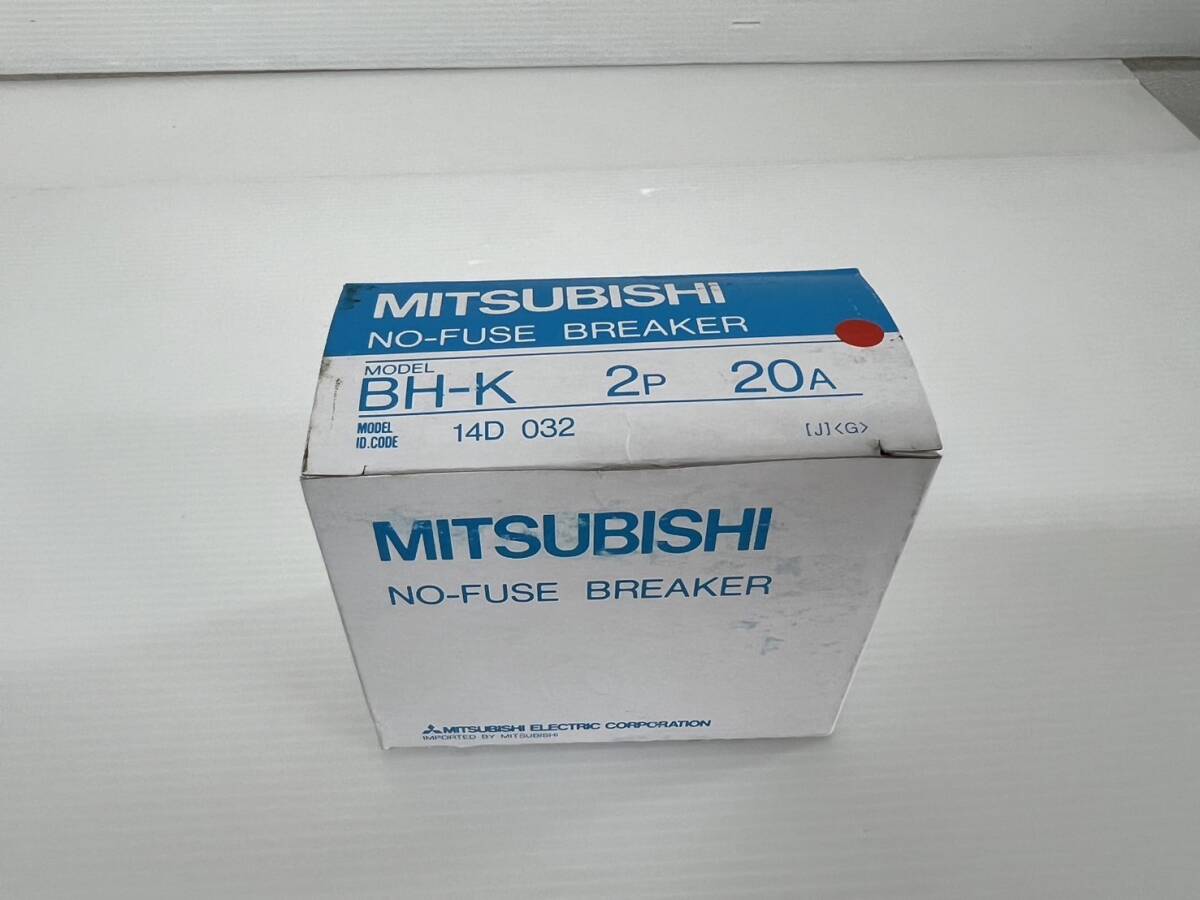 MITSUBISHI
NO-FUSE BREAKER
MODEL
BH-K 2P 20A
MODEL
ID.CODE 14D 032 [J]<G>
MITSUBISHI
NO-FUSE BREAKER
MITSUBISHI ELECTRIC CORPORATION
IMPORTED BY MITSUBISHI